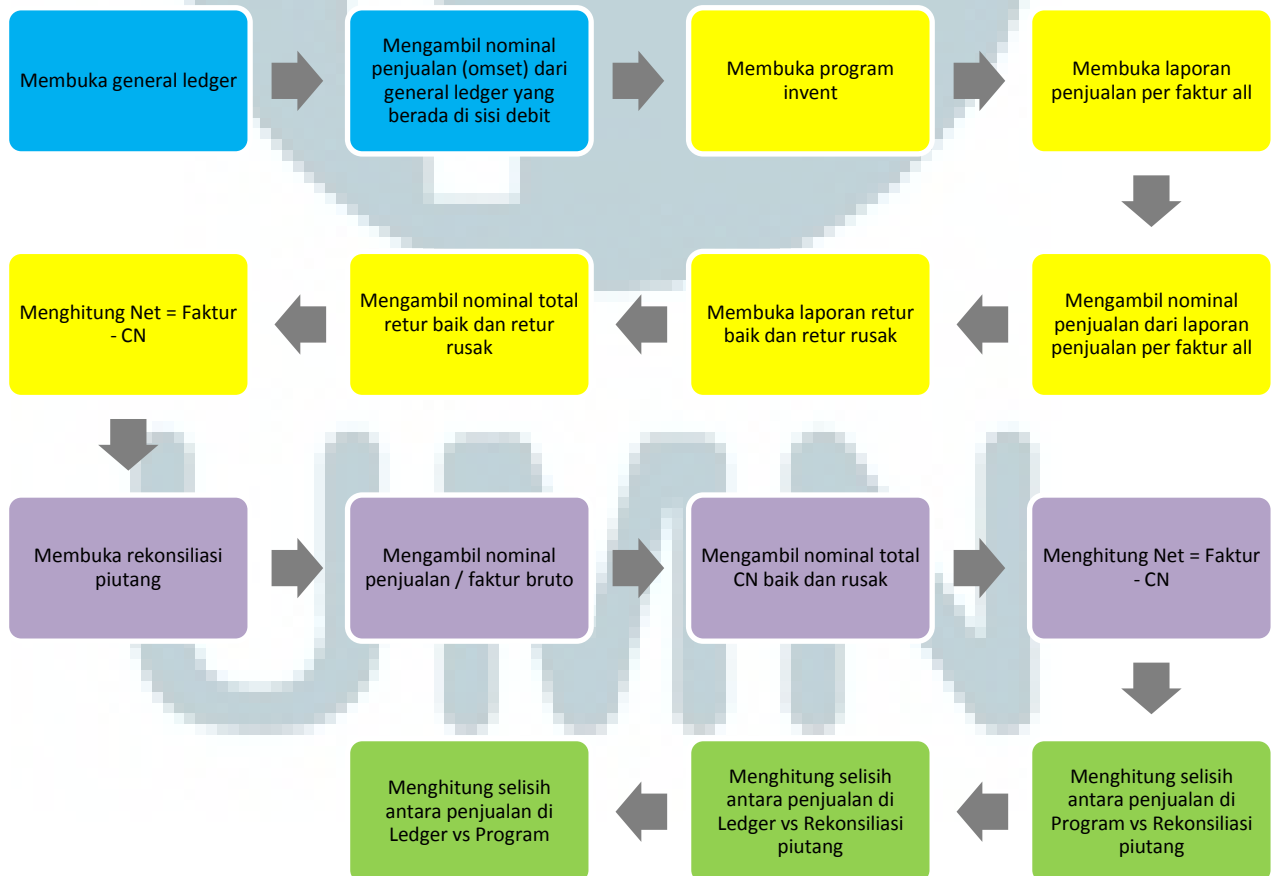 Membuka general ledger
Mengambil nominal
penjualan (omset) dari
general ledger yang
berada di sisi debit
Membuka program
invent
Membuka laporan
penjualan per faktur all
Mengambil nominal
penjualan dari laporan
penjualan per faktur all
Membuka laporan retur
baik dan retur rusak
Mengambil nominal total
retur baik dan retur
rusak
Menghitung Net = Faktur
- CN
Membuka rekonsiliasi
piutang
Mengambil nominal
penjualan / faktur bruto
Mengambil nominal total
CN baik dan rusak
Menghitung Net = Faktur
- CN
Menghitung selisih
antara penjualan di
Program vs Rekonsiliasi
piutang
Menghitung selisih
antara penjualan di
Ledger vs Rekonsiliasi
piutang
Menghitung selisih
antara penjualan di
Ledger vs Program
UMN